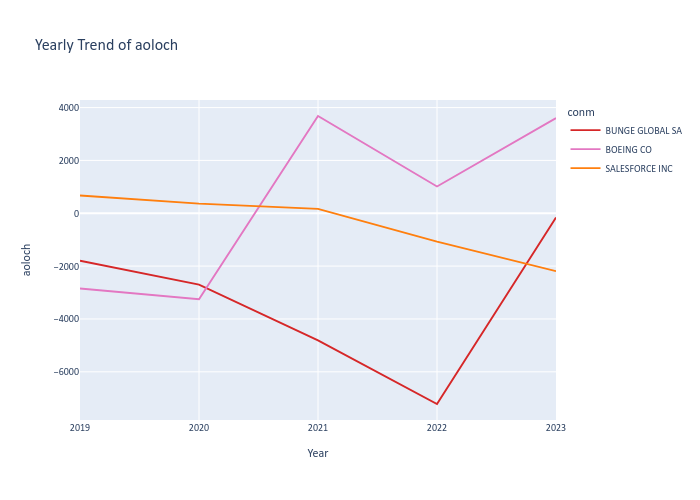 Yearly Trend of aoloch
conm
BUNGE GLOBAL SA
BOEING CO
SALESFORCE INC
aoloch
4000
2000
0
−2000
−4000
−6000
2019 2020 2021 2022 2023
Year